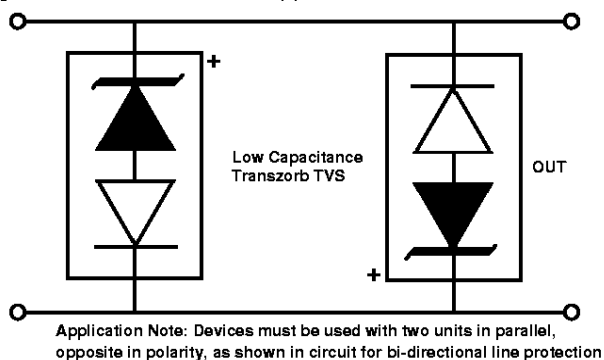 +
Low Capacitance
Transzorb TVS
OUT
+
Application Note: Devices must be used with two units in parallel,
opposite in polarity, as shown in circuit for bi-directional line protection